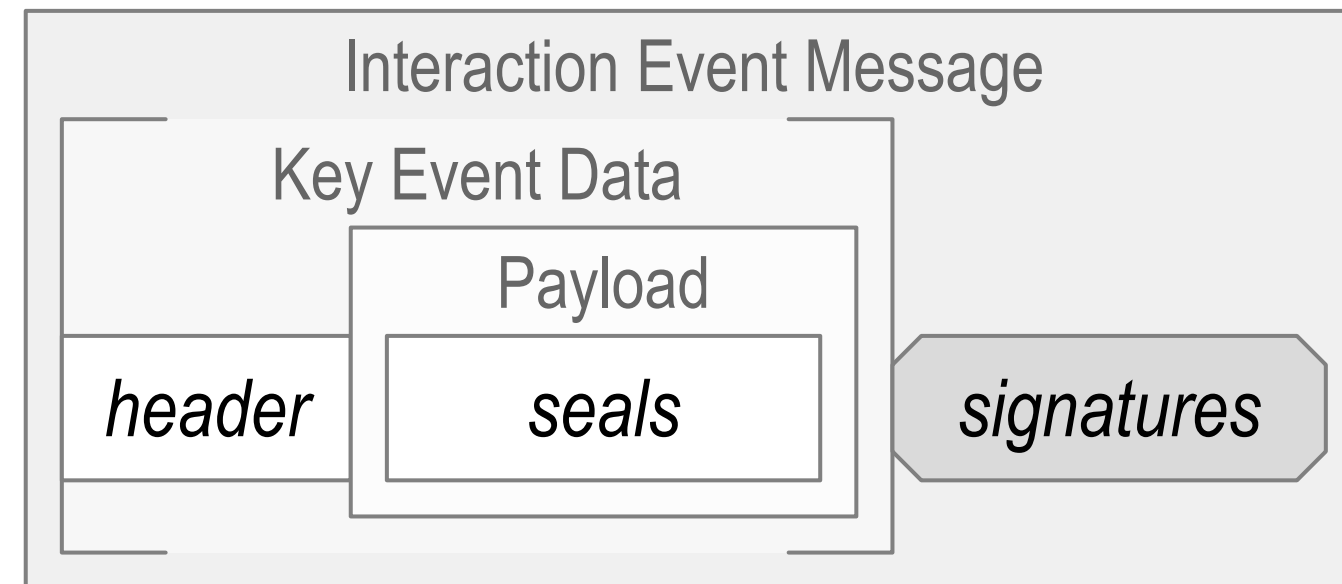 Interaction Event Message
Key Event Data
Payload
header
seals
signatures